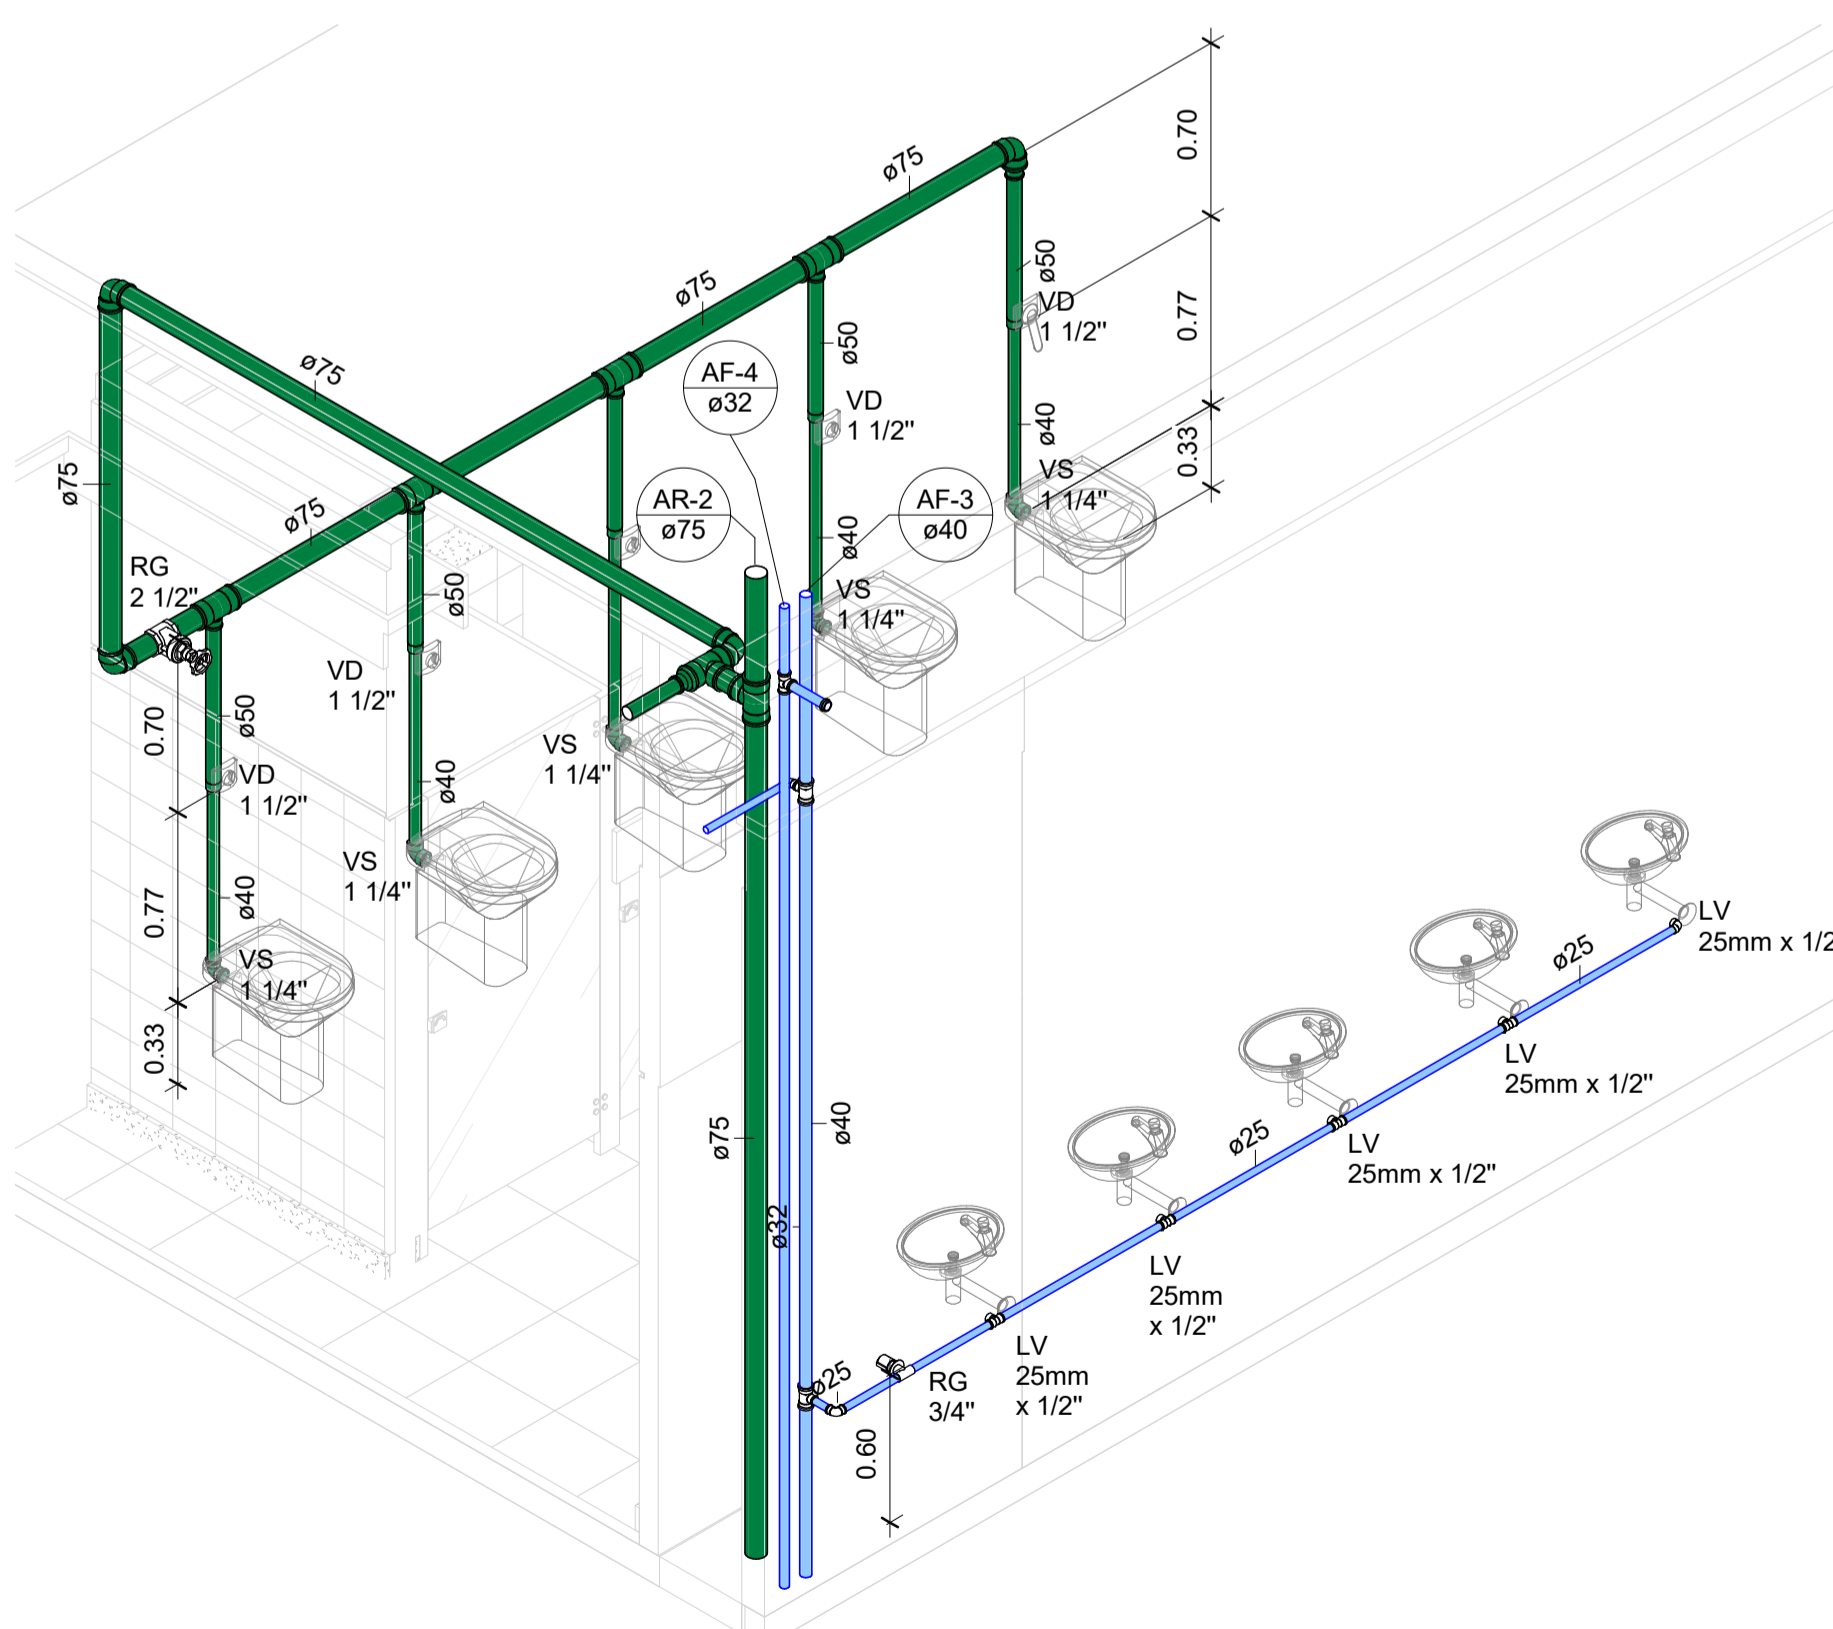 0.70
ø75
ø50
ø75
0.77
VD
1 1/2"
ø50
ø75
AF-4
ø32
VD
1 1/2"
ø40
0.33
ø75
VS
1 1/4"
AR-2
ø75
AF-3
ø40
ø75
ø40
RG
2 1/2"
VS
1 1/4"
ø50
VD
1 1/2"
0.70
ø50
VS
1 1/4"
VD
1 1/2"
ø40
VS
1 1/4"
0.77
ø40
VS
1 1/4"
0.33
LV
25mm x 1/2
ø25
LV
25mm x 1/2"
ø75
ø40
ø25
LV
25mm x 1/2"
ø32
LV
25mm
x 1/2"
LV
25mm
x 1/2"
ø25
RG
3/4"
0.60